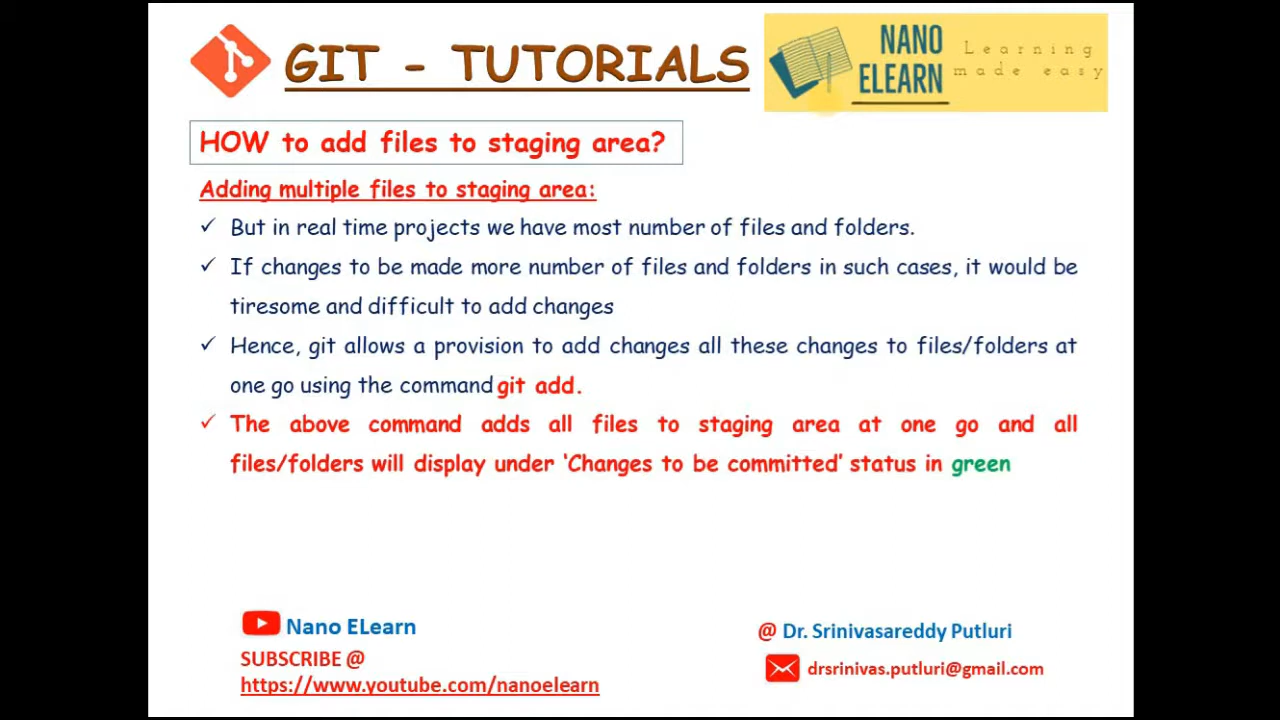 GIT - TUTORIALS
NANO
ELEARN
Learning
made easy
HOW to add files to staging area?
Adding multiple files to staging area:
✓ But in real time projects we have most number of files and folders.
✓ If changes to be made more number of files and folders in such cases, it would be
tiresome and difficult to add changes
✓ Hence, git allows a provision to add changes all these changes to files/folders at
one go using the command git add.
✓ The above command adds all files to staging area at one go and all
files/folders will display under ‘Changes to be committed’ status in green
Nano ELearn
SUBSCRIBE @
https://www.youtube.com/nanoelearn
@ Dr. Srinivasareddy Putluri
drsrinivas.putluri@gmail.com